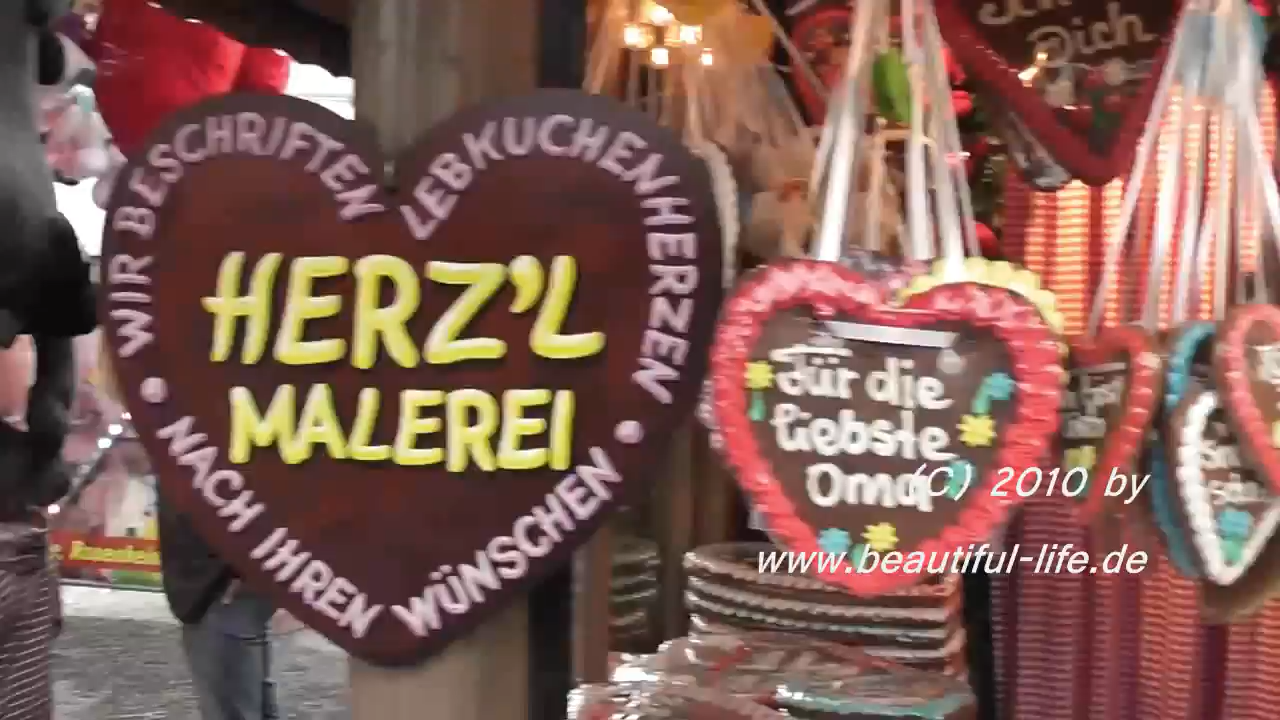 WIR BESCHRIFTEN LEBKUCHENHERZEN
HERZ'L
MALEREI
NACH IHREN WÜNSCHEN
Für die
liebste
Oma
Ich
Dich
(C) 2010 by
www.beautiful-life.de